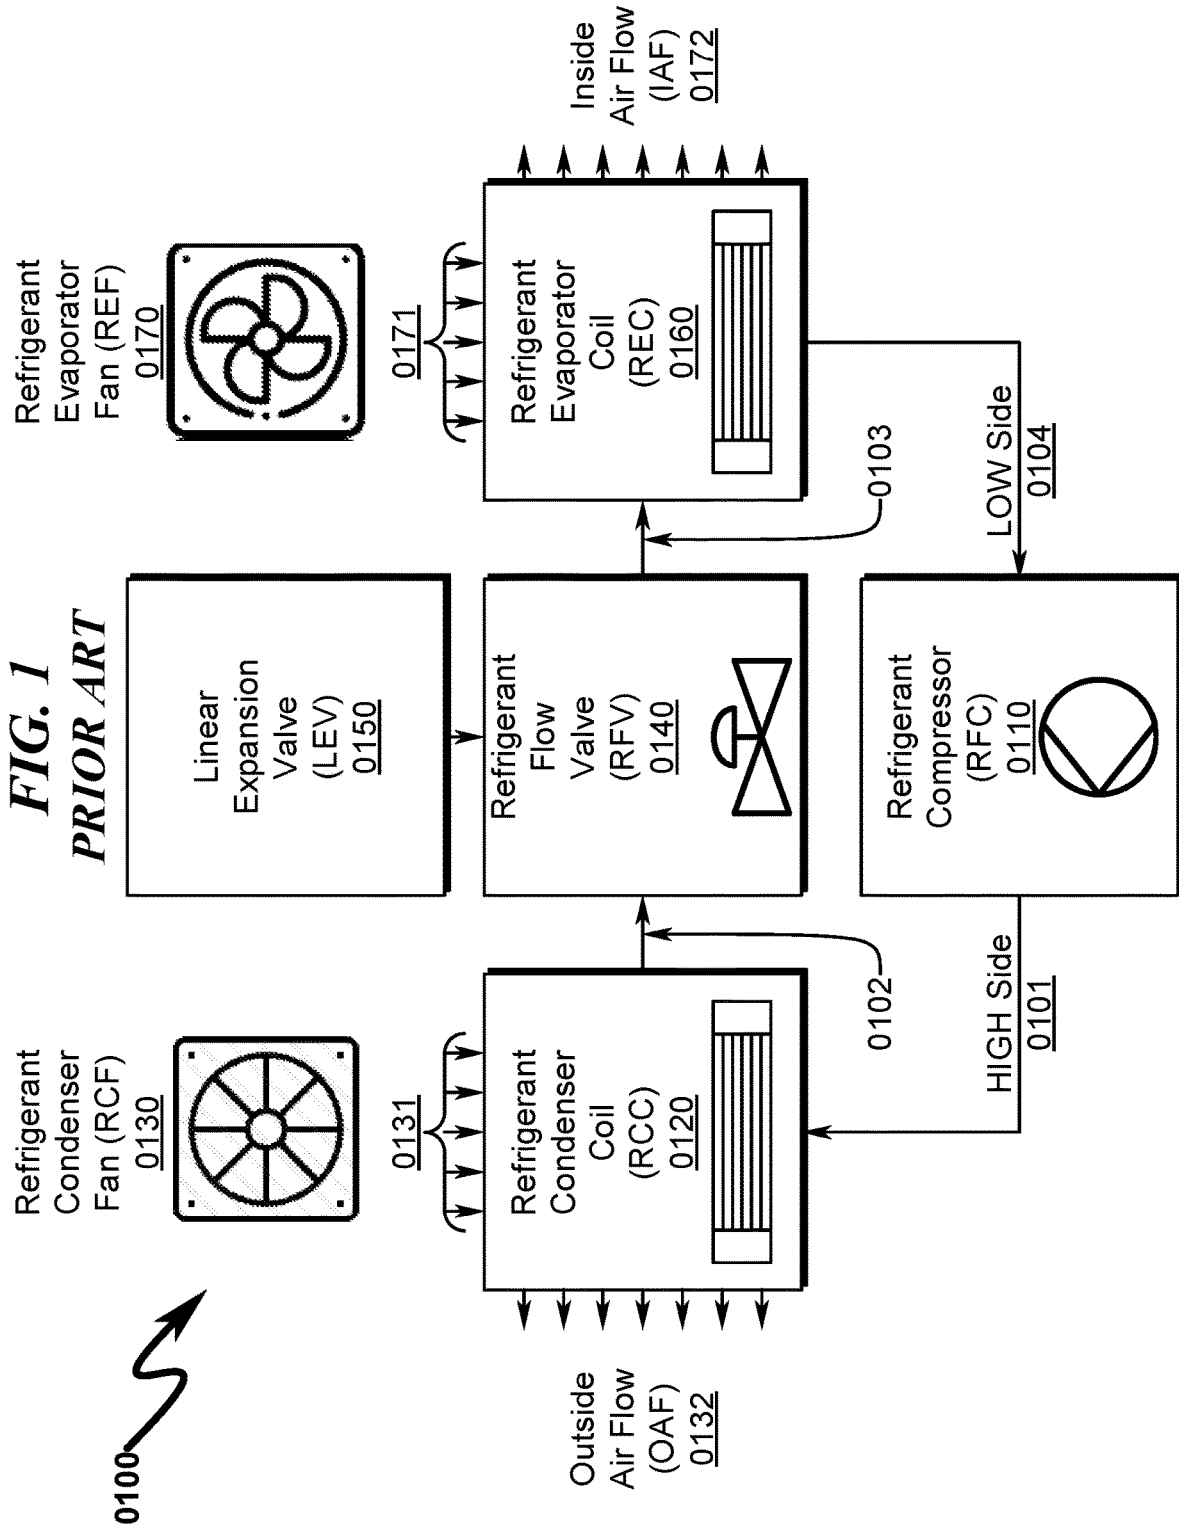 FIG. 1
PRIOR ART
0100
Refrigerant
Condenser
Fan (RCF)
0130
Linear
Expansion
Valve
(LEV)
0150
Refrigerant
Evaporator
Fan (REF)
0170
0131
0171
Outside
Air Flow
(OAF)
0132
Refrigerant
Condenser
Coil
(RCC)
0120
Refrigerant
Flow
Valve
(RFV)
0140
Refrigerant
Evaporator
Coil
(REC)
0160
Inside
Air Flow
(IAF)
0172
0102
0103
HIGH Side
0101
Refrigerant
Compressor
(RFC)
0110
LOW Side
0104